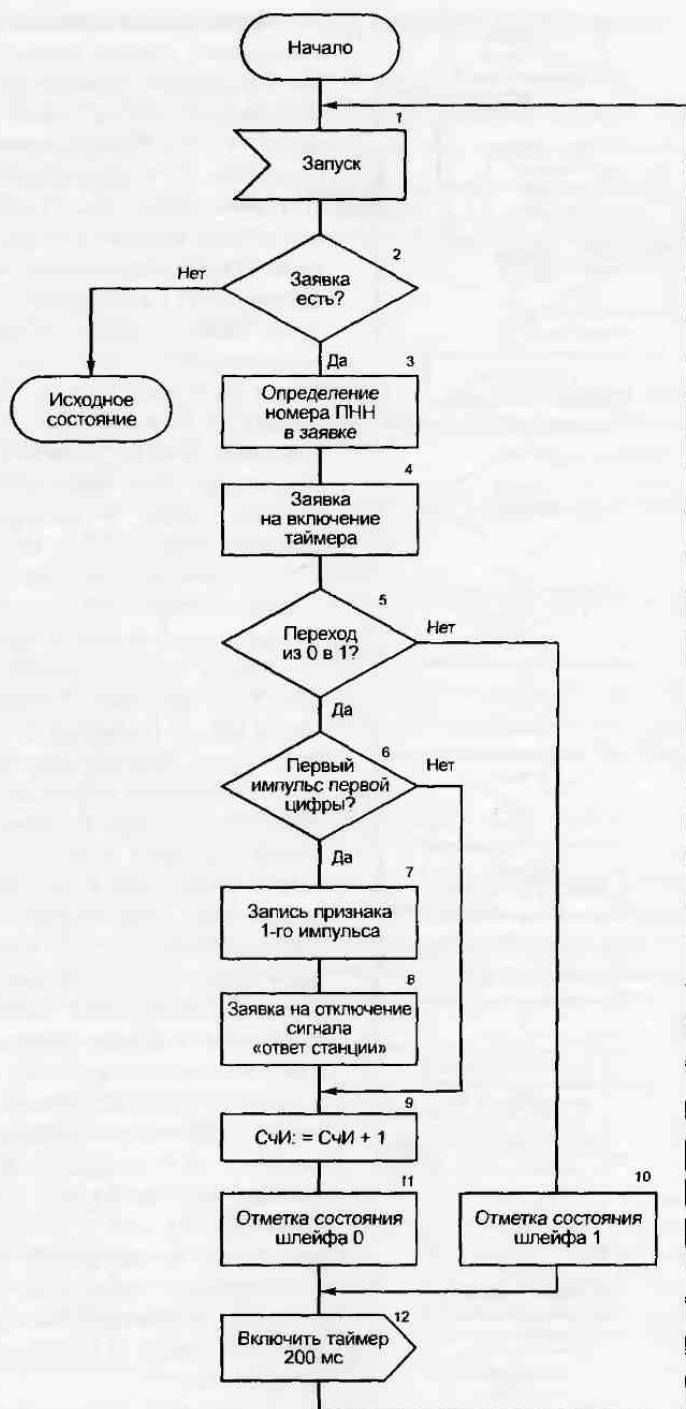 Начало
1
Запуск
2
Нет
Заявка
есть?
Да
3
Исходное
состояние
Определение
номера ПНН
в заявке
4
Заявка
на включение
таймера
5
Переход
из 0 в 1?
Нет
Да
6
Первый
импульс первой
цифры?
Нет
Да
7
Запись признака
1-го импульса
8
Заявка на отключение
сигнала
«ответ станции»
9
СчИ: = СчИ + 1
11
Отметка состояния
шлейфа 0
10
Отметка состояния
шлейфа 1
12
Включить таймер
200 мс